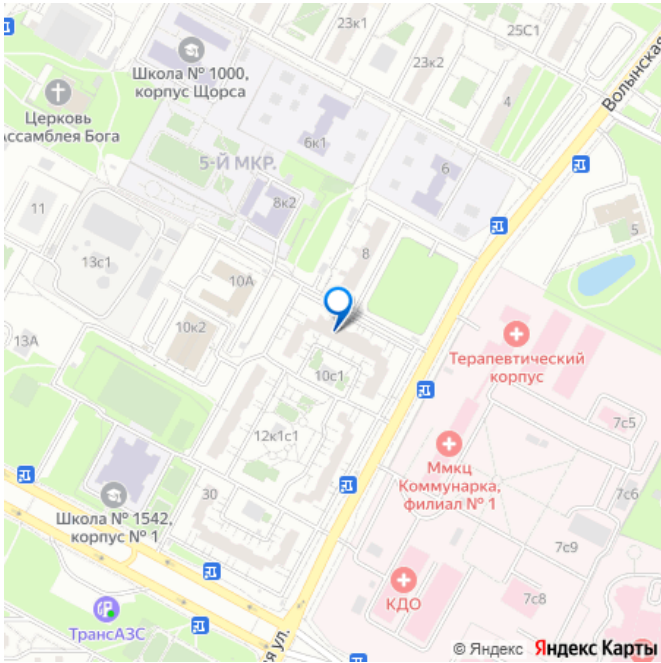 23к1
25С1
Школа № 1000,
корпус Щорса
23к2
Волынская
4
Церковь
Ассамблея Бога
6к1
5-Й МКР.
6
8к2
11
5
8
13с1
10А
10к2
13А
Терапевтический
корпус
10с1
7с5
12к1с1
Ммкц
Коммунарка,
филиал № 1
30
7с6
Школа № 1542,
корпус № 1
7с9
КДО
7с8
ТрансАЗС
ая ул.
© Яндекс Яндекс Карты